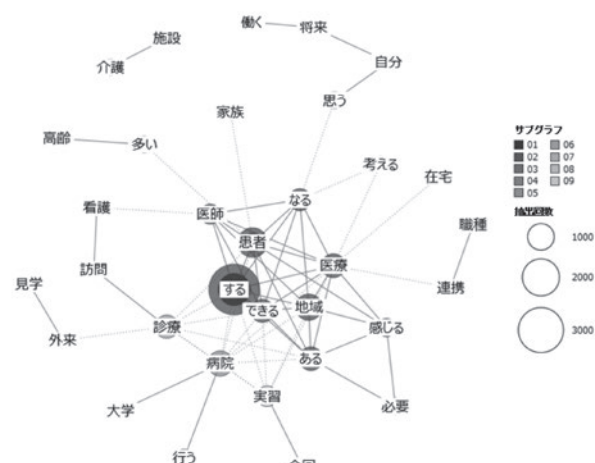 働く
将来
施設
介護
自分
思う
家族
高齢
多い
考える
在宅
看護
医師
なる
患者
職種
訪問
医療
見学
する
連携
できる
地域
診療
感じる
外来
病院
ある
実習
必要
大学
行う
サブグラフ
01 06
02 07
03 08
04 09
05
抽出回数
1000
2000
3000